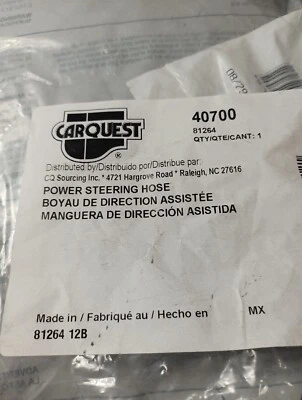 CARQUEST
®
40700
81264
QTY/QTE/CANT: 1
Distributed by/Distribuido por/Distribue par:
CQ Sourcing Inc. * 4721 Hargrove Road * Raleigh, NC 27616
POWER STEERING HOSE
BOYAU DE DIRECTION ASSISTÉE
MANGUERA DE DIRECCIÓN ASISTIDA
Made in / Fabriqué au / Hecho en MX
81264 12B